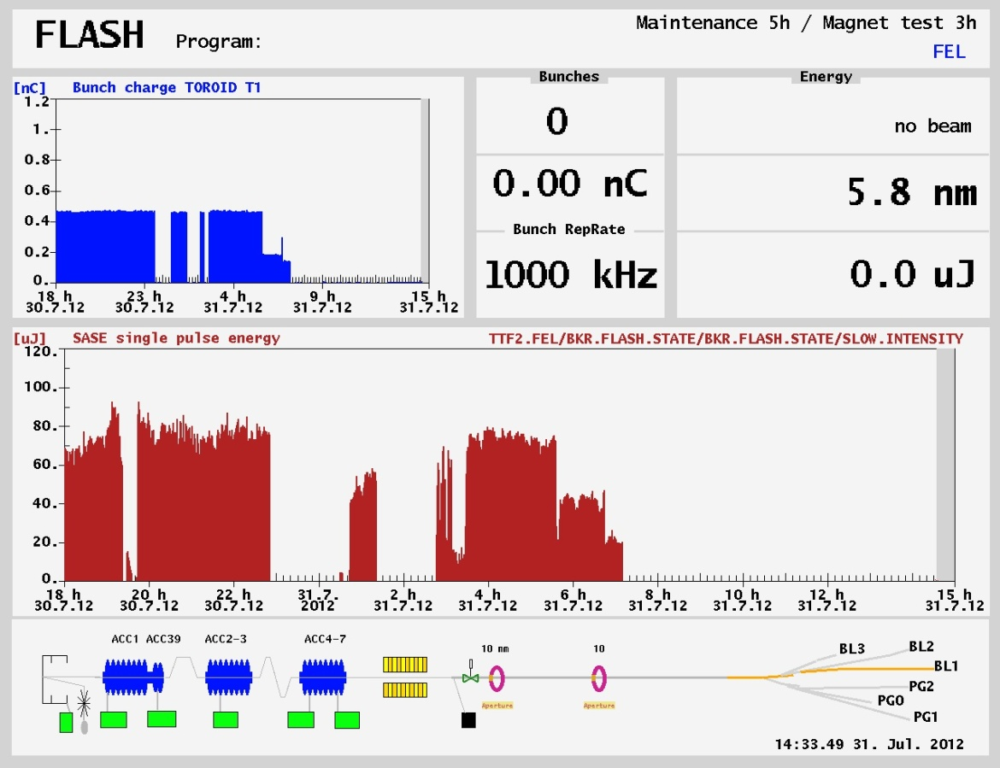 FLASH Program:
Maintenance 5h / Magnet test 3h
FEL
[nC] Bunch charge TOROID T1
1.2
1.
0.8
0.6
0.4
0.2
0.
18 h 23 h 4 h 9 h 15 h
30.7.12 30.7.12 31.7.12 31.7.12 31.7.12
Bunches
0
0.00 nC
Bunch RepRate
1000 kHz
Energy
no beam
5.8 nm
0.0 uJ
[uJ] SASE single pulse energy TTF2.FEL/BKR.FLASH.STATE/BKR.FLASH.STATE/SLOW.INTENSITY
120.
100.
80.
60.
40.
20.
0.
18 h 20 h 22 h 31.7. 2 h 4 h 6 h 8 h 10 h 12 h 15 h
30.7.12 30.7.12 30.7.12 2012 31.7.12 31.7.12 31.7.12 31.7.12 31.7.12 31.7.12 31.7.12
ACC1 ACC39 ACC2-3 ACC4-7
10 mm 10
Aperture Aperture
BL3
BL2
BL1
PG2
PG0
PG1
14:33.49 31. Jul. 2012